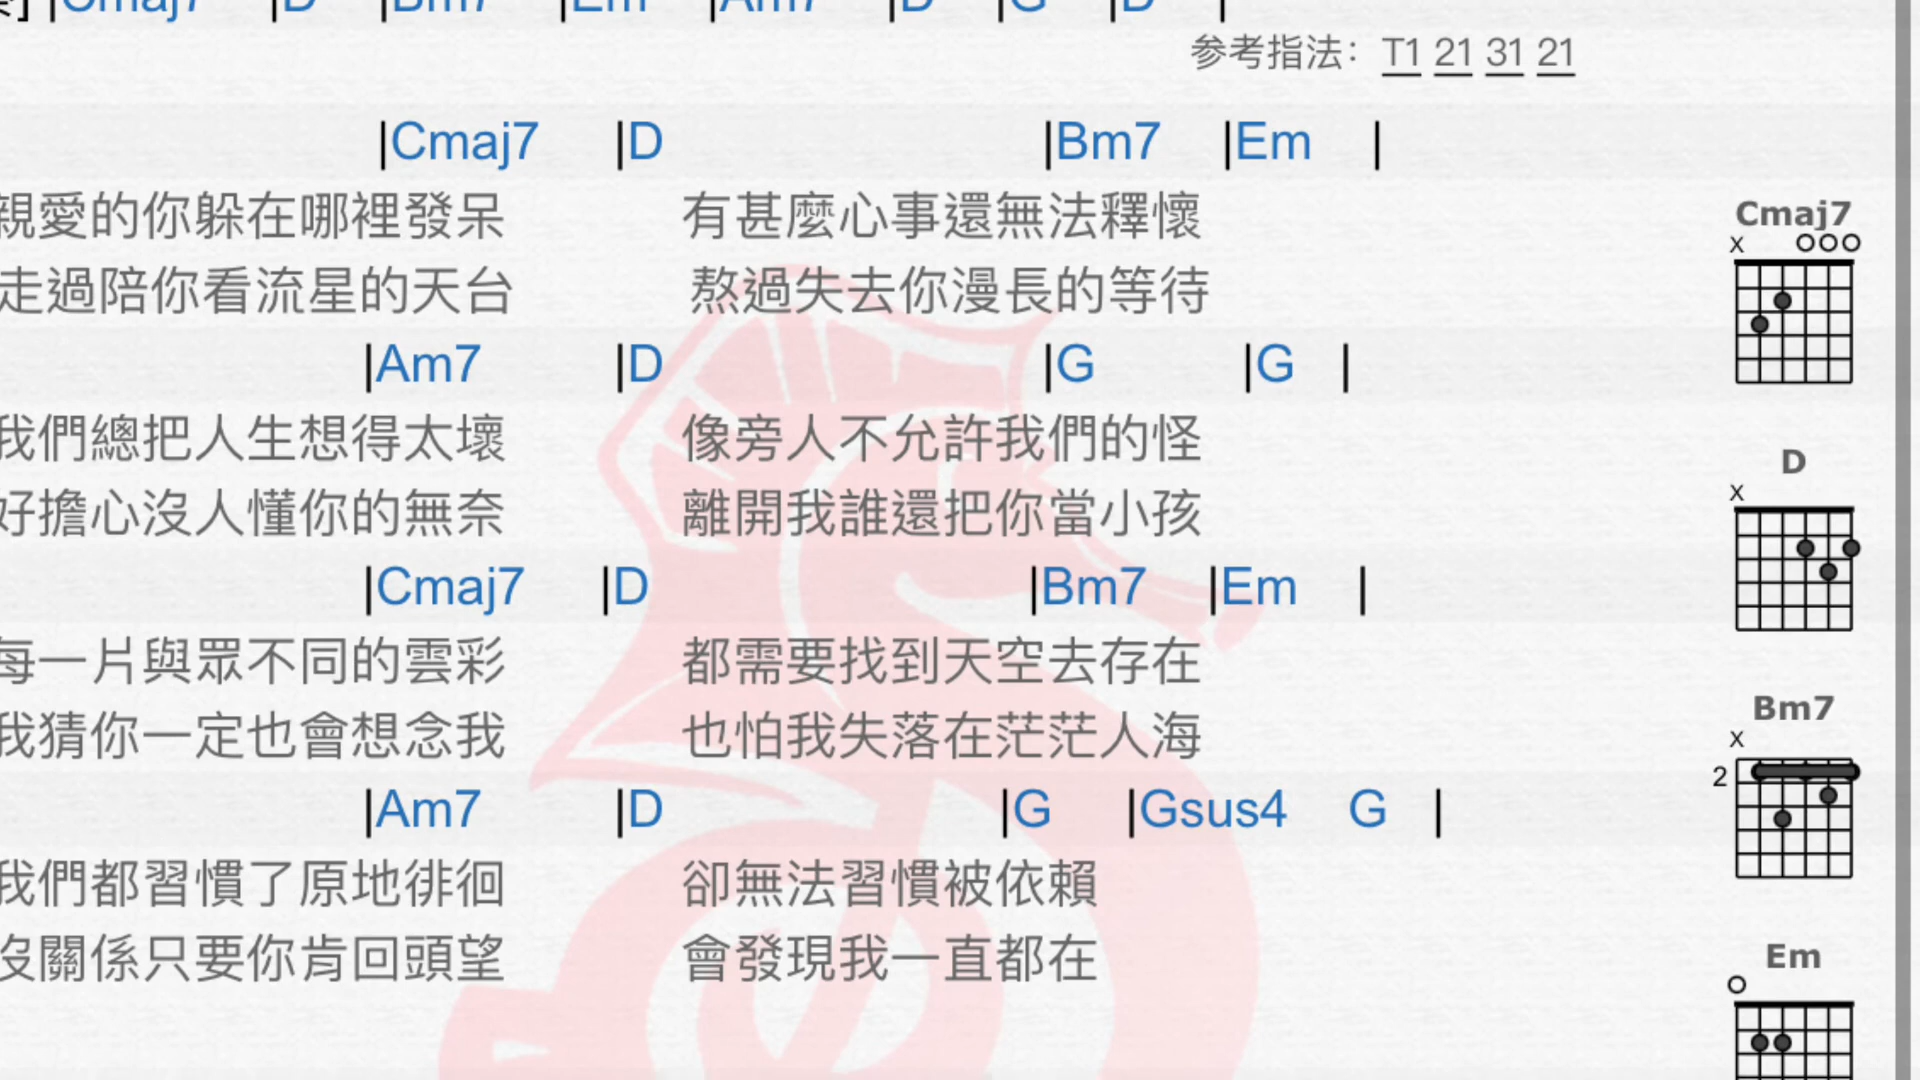 |Cmaj7 |D |Bm7 |Em |Am7 |D |G |D |
参考指法： T1 21 31 21
|Cmaj7 |D |Bm7 |Em |
親愛的你躲在哪裡發呆 有甚麼心事還無法釋懷
走過陪你看流星的天台 熬過失去你漫長的等待
|Am7 |D |G |G |
我們總把人生想得太壞 像旁人不允許我們的怪
好擔心沒人懂你的無奈 離開我誰還把你當小孩
|Cmaj7 |D |Bm7 |Em |
每一片與眾不同的雲彩 都需要找到天空去存在
我猜你一定也會想念我 也怕我失落在茫茫人海
|Am7 |D |G |Gsus4 G |
我們都習慣了原地徘徊 卻無法習慣被依賴
沒關係只要你肯回頭望 會發現我一直都在
Cmaj7
x
D
x
Bm7
x
2
Em